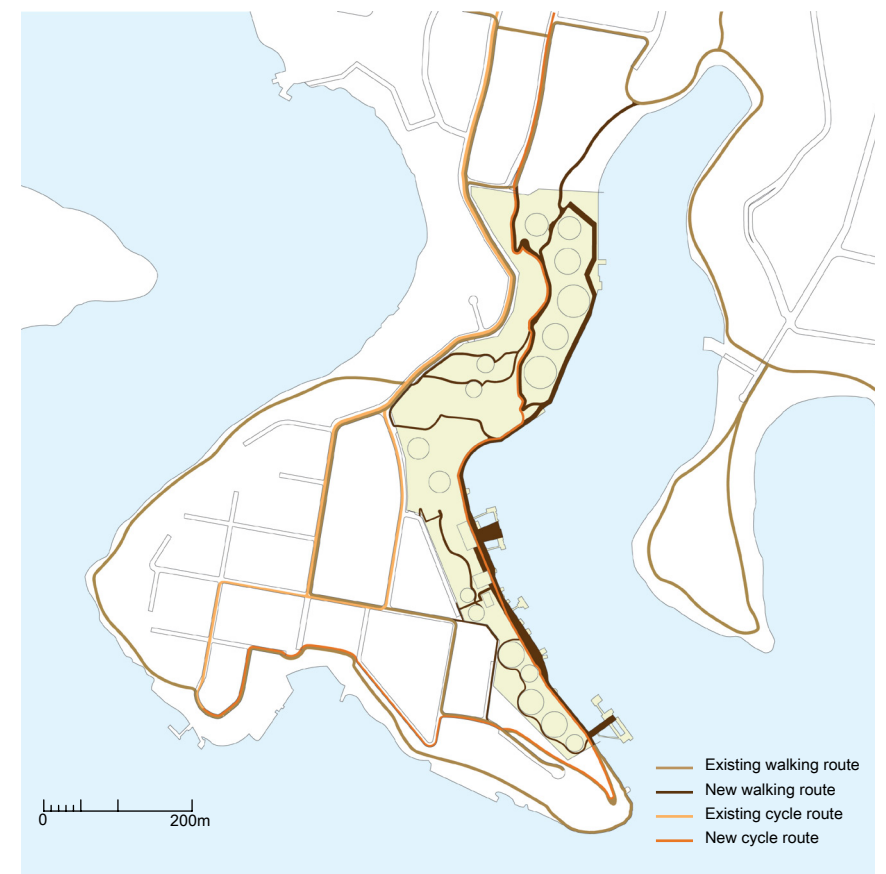 Existing walking route
New walking route
Existing cycle route
New cycle route
0 200m